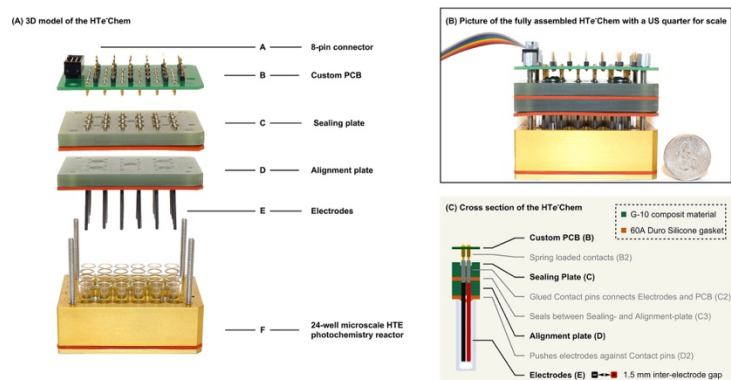 (A) 3D model of the HTe⁻Chem
A 8-pin connector
B Custom PCB
C Sealing plate
D Alignment plate
E Electrodes
F 24-well microscale HTE
photochemistry reactor
(B) Picture of the fully assembled HTe⁻Chem with a US quarter for scale
(C) Cross section of the HTe⁻Chem
G-10 composit material
60A Duro Silicone gasket
Custom PCB (B)
Spring loaded contacts (B2)
Sealing Plate (C)
Glued Contact pins connects Electrodes and PCB (C2)
Seals between Sealing- and Alignment-plate (C3)
Alignment plate (D)
Pushes electrodes against Contact pins (D2)
Electrodes (E) 1.5 mm inter-electrode gap